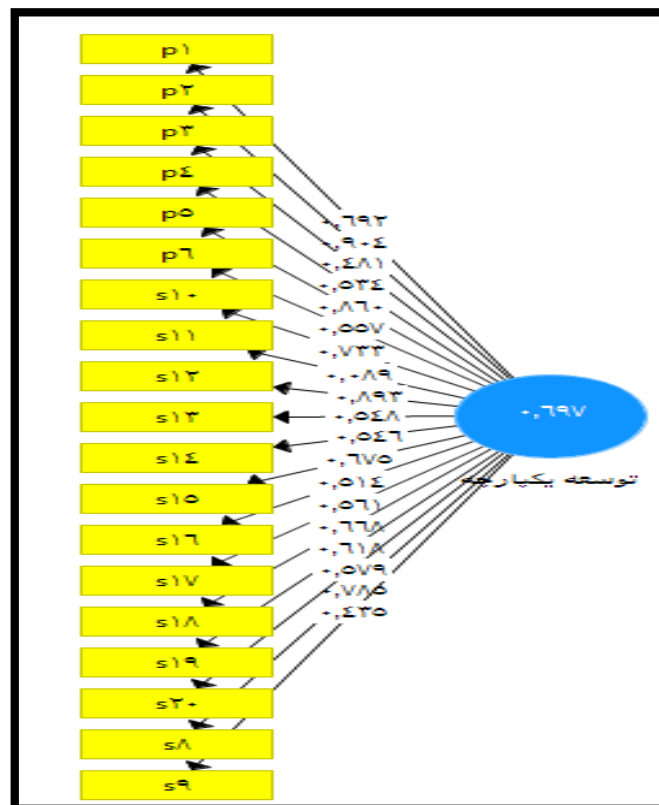 p۱
p۲
p۳
p٤
p۵
p٦
s۱۰
s۱۱
s۱۲
s۱۳
s۱٤
s۱۵
s۱٦
s۱۷
s۱۸
s۱۹
s۲۰
s۸
s۹
۰,٦۹۲
۰,۹۰٤
۰,٤۸۱
۰,۵۳٤
۰,۸٦۰
۰,۵۵۷
۰,۷۳۳
۰,۰۸۹
۰,۸۹۳
۰,۵٤۸
۰,۵٤٦
۰,٦۷۵
۰,۵۱٤
۰,۵٦۱
۰,٦٦۸
۰,٦۱۸
۰,۵۷۹
۰,۷۸۵
۰,٤۳۵
۰,٦۹۷
توسعه یکپارچه